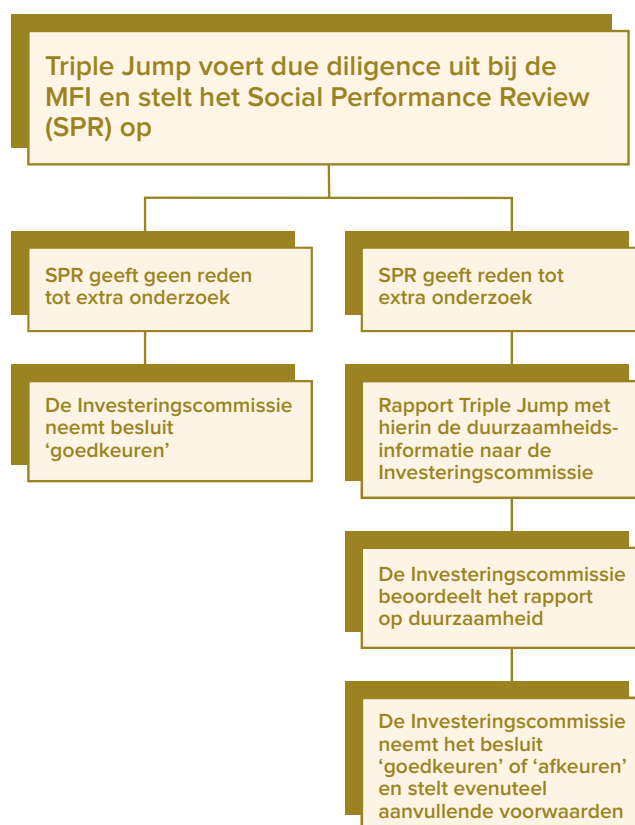 Triple Jump voert due diligence uit bij de
MFI en stelt het Social Performance Review
(SPR) op
SPR geeft geen reden
tot extra onderzoek
SPR geeft reden tot
extra onderzoek
De Investeringscommissie
neemt besluit
‘goedkeuren’
Rapport Triple Jump met
hierin de duurzaamheids-
informatie naar de
Investeringscommissie
De Investeringscommissie
beoordeelt het rapport
op duurzaamheid
De Investeringscommissie
neemt het besluit
‘goedkeuren’ of ‘afkeuren’
en stelt evenuteel
aanvullende voorwaarden